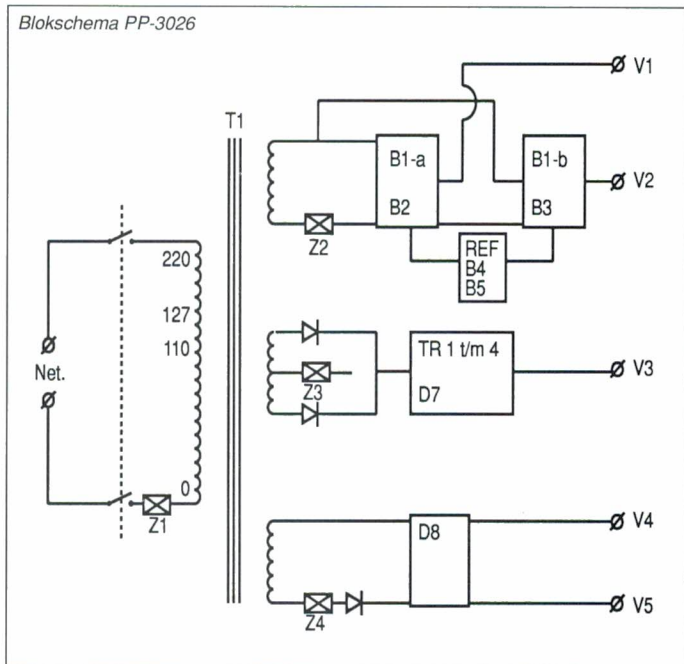 Blokschema PP-3026
V1
T1
B1-a
B1-b
V2
B2
B3
Z2
REF
B4
B5
220
127
110
Net.
0
Z1
Z3
TR 1 t/m 4
D7
V3
D8
V4
Z4
V5